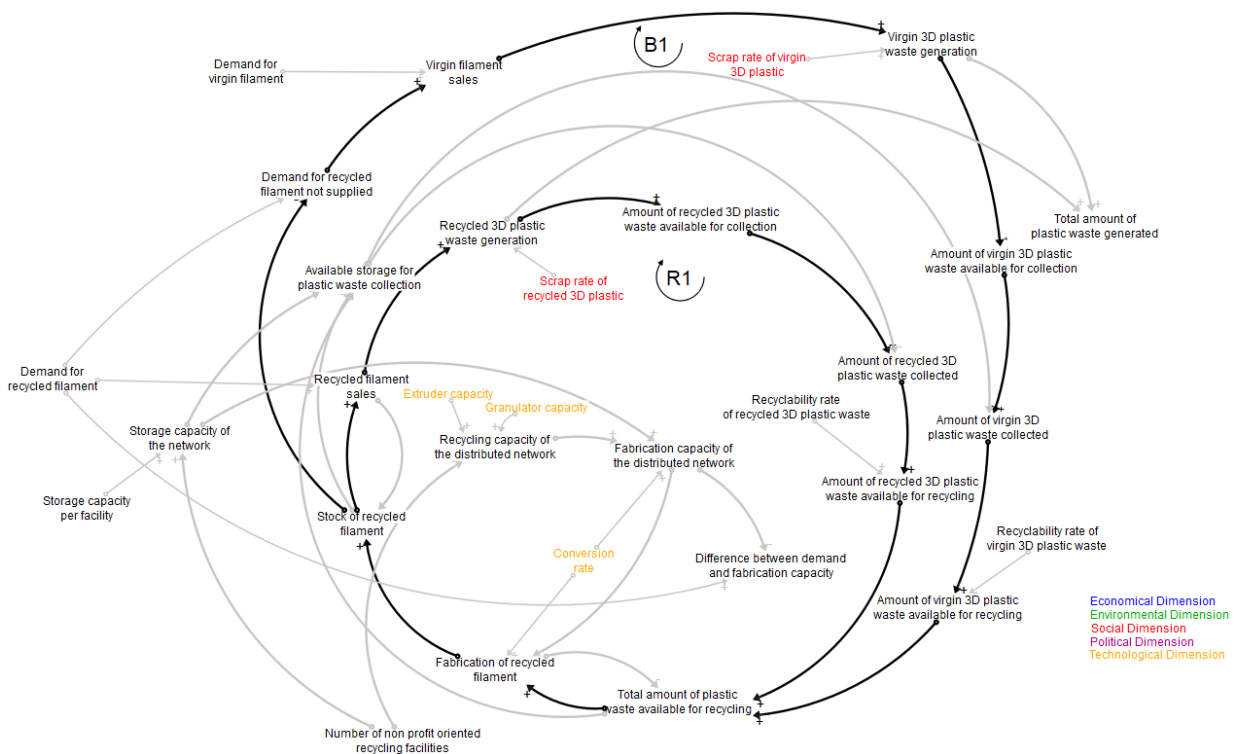 B1
Virgin 3D plastic
waste generation
Scrap rate of virgin
3D plastic
Demand for
virgin filament
Virgin filament
sales
Demand for recycled
filament not supplied
Recycled 3D plastic
waste generation
Amount of recycled 3D plastic
waste available for collection
Total amount of
plastic waste generated
Amount of virgin 3D plastic
waste available for collection
Available storage for
plastic waste collection
Scrap rate of
recycled 3D plastic
R1
Demand for
recycled filament
Recycled filament
sales
Amount of recycled 3D
plastic waste collected
Extruder capacity
Granulator capacity
Recyclability rate
of recycled 3D plastic waste
Amount of virgin 3D
plastic waste collected
Storage capacity of
the network
Recycling capacity of
the distributed network
Fabrication capacity of
the distributed network
Amount of recycled 3D plastic
waste available for recycling
Storage capacity
per facility
Stock of recycled
filament
Recyclability rate of
virgin 3D plastic waste
Conversion
rate
Difference between demand
and fabrication capacity
Amount of virgin 3D plastic
waste available for recycling
Economical Dimension
Environmental Dimension
Social Dimension
Political Dimension
Technological Dimension
Fabrication of recycled
filament
Total amount of plastic
waste available for recycling
Number of non profit oriented
recycling facilities